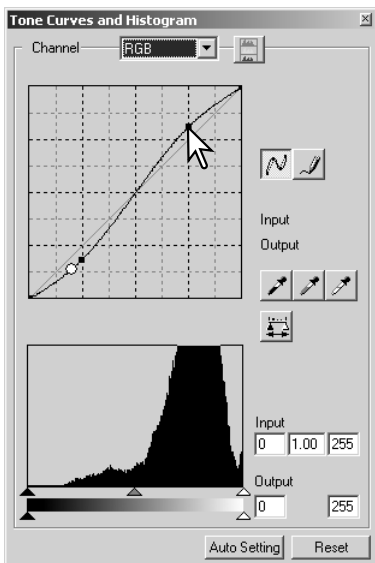 Tone Curves and Histogram
Channel RGB
Input
Output
Input
0 1.00 255
Output
0 255
Auto Setting Reset